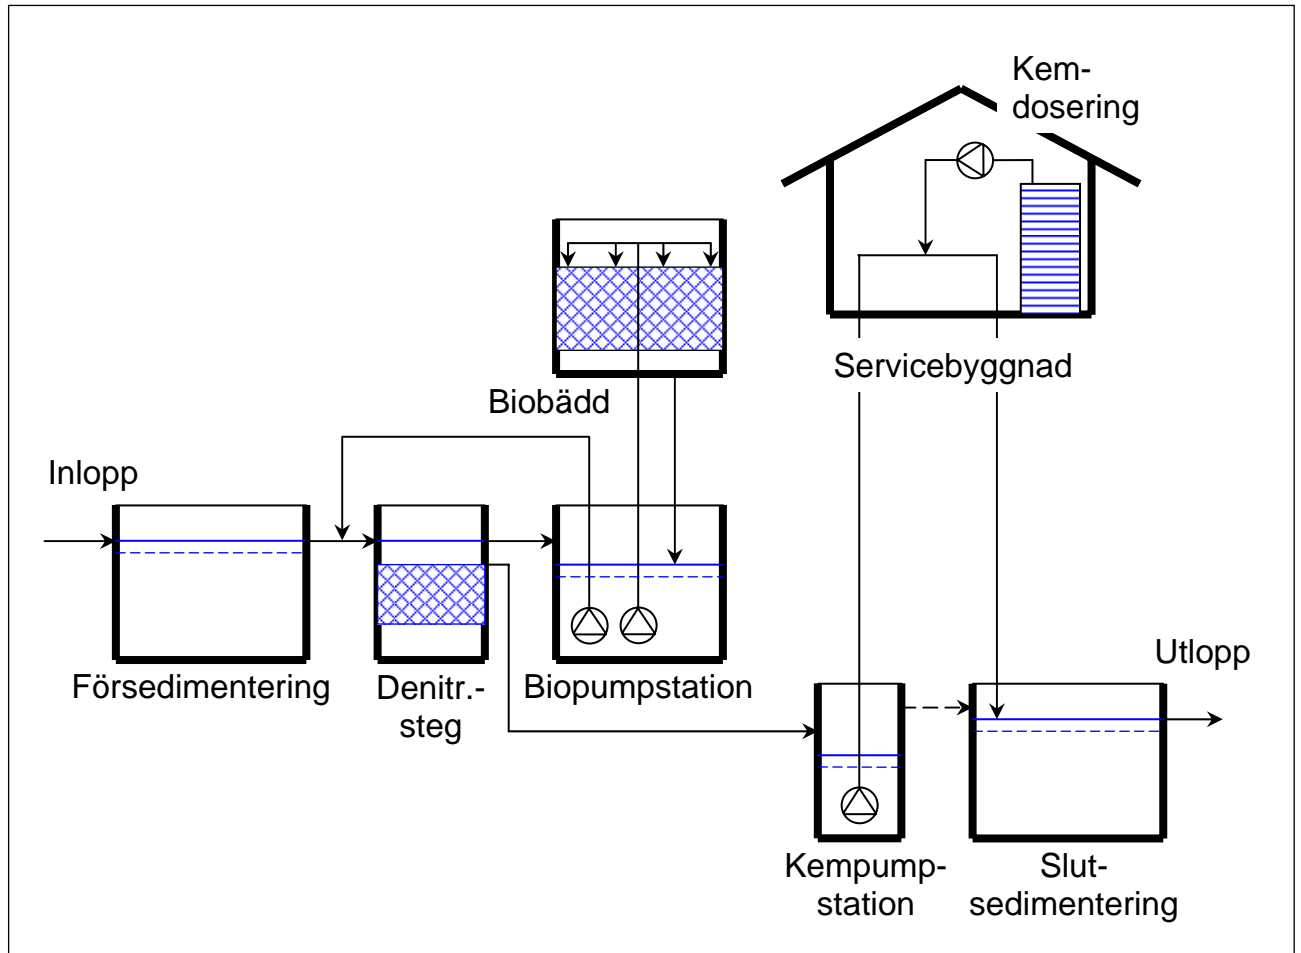 Kem-
dosering
Servicebyggnad
Biobädd
Inlopp
Försedimentering
Denitr.-
steg
Biopumpstation
Utlopp
Kempump-
station
Slut-
sedimentering